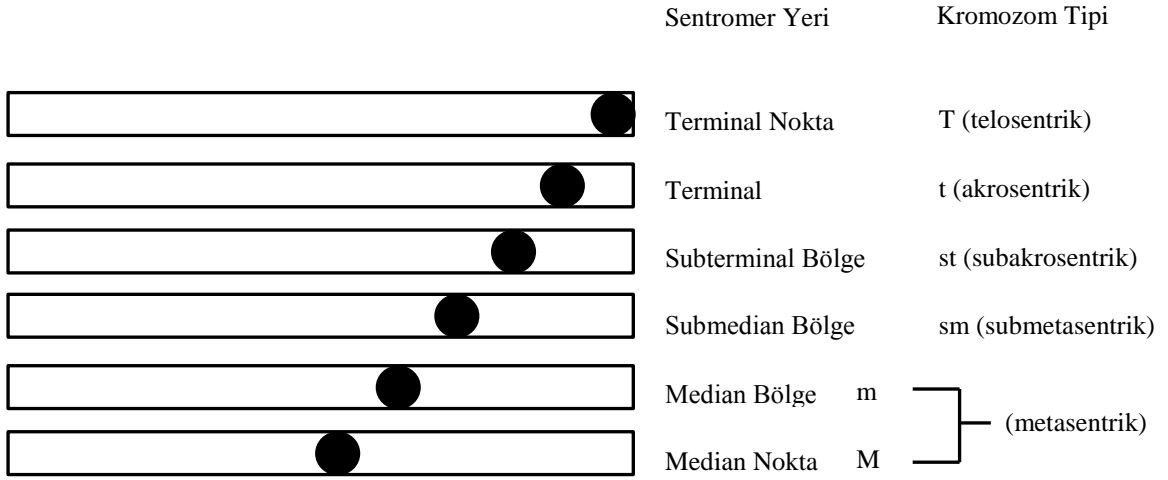 Sentromer Yeri Kromozom Tipi
Terminal Nokta T (telosentrik)
Terminal t (akrosentrik)
Subterminal Bölge st (subakrosentrik)
Submedian Bölge sm (submetasentrik)
Median Bölge m
(metasentrik)
Median Nokta M